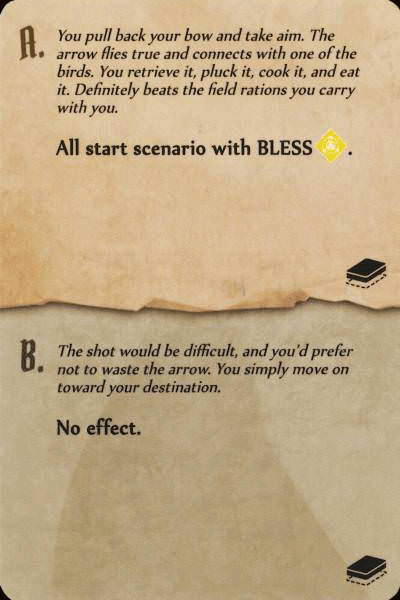 A. You pull back your bow and take aim. The
arrow flies true and connects with one of the
birds. You retrieve it, pluck it, cook it, and eat
it. Definitely beats the field rations you carry
with you.
All start scenario with BLESS .
B. The shot would be difficult, and you'd prefer
not to waste the arrow. You simply move on
toward your destination.
No effect.